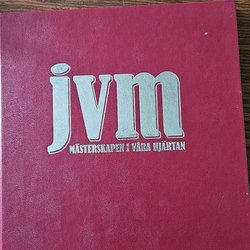 jvm
MÄSTERSKAPEN I VÅRA HJÄRTAN